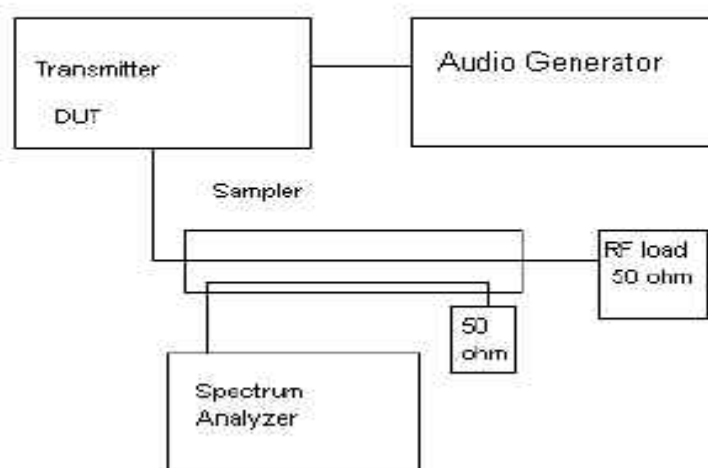 Transmitter
DUT
Audio Generator
Sampler
RF load
50 ohm
50
ohm
Spectrum
Analyzer